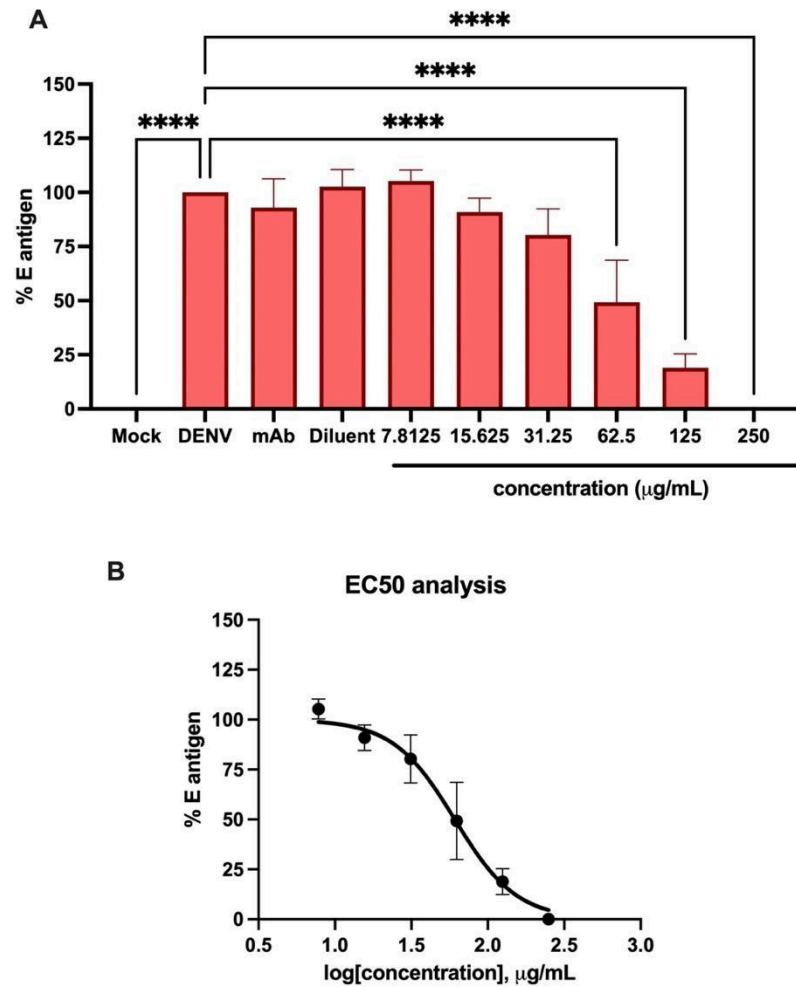 A
****
****
****
****
150
125
100
75
50
25
0
% E antigen
Mock DENV mAb Diluent 7.8125 15.625 31.25 62.5 125 250
concentration (μg/mL)
B
EC50 analysis
150
125
100
75
50
25
0
% E antigen
0.5 1.0 1.5 2.0 2.5 3.0
log[concentration], μg/mL